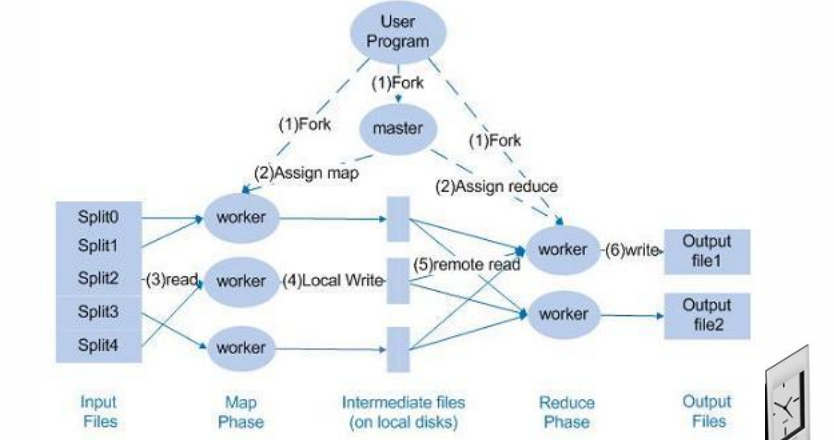 User
Program
(1)Fork
(1)Fork
master
(1)Fork
(2)Assign map
(2)Assign reduce
Split0
worker
Split1
worker
(6)write
Output
file1
(5)remote read
Split2
(3)read
worker
(4)Local Write
Split3
worker
Output
file2
Split4
worker
Input
Files
Map
Phase
Intermediate files
(on local disks)
Reduce
Phase
Output
Files